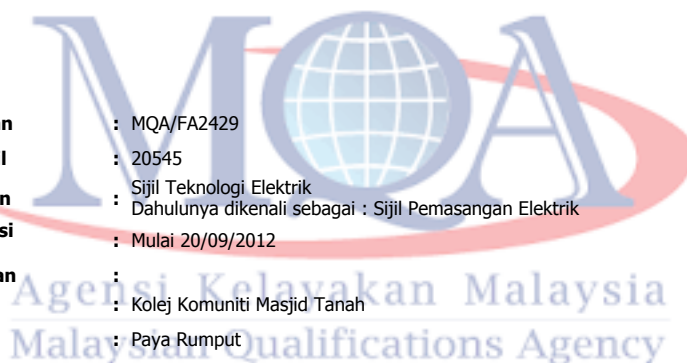 MQA
an : MQA/FA2429
l : 20545
n : Sijil Teknologi Elektrik
Dahulunya dikenali sebagai : Sijil Pemasangan Elektrik
si : Mulai 20/09/2012
an :
: Kolej Komuniti Masjid Tanah
Agensi Kelayakan Malaysia
: Paya Rumput
Malaysian Qualifications Agency